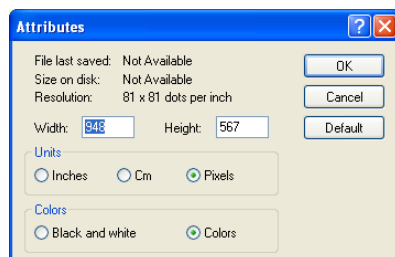 Attributes
File last saved: Not Available
Size on disk: Not Available
Resolution: 81 x 81 dots per inch
Width: 948 Height: 567
Units
Inches Cm Pixels
Colors
Black and white Colors
OK
Cancel
Default